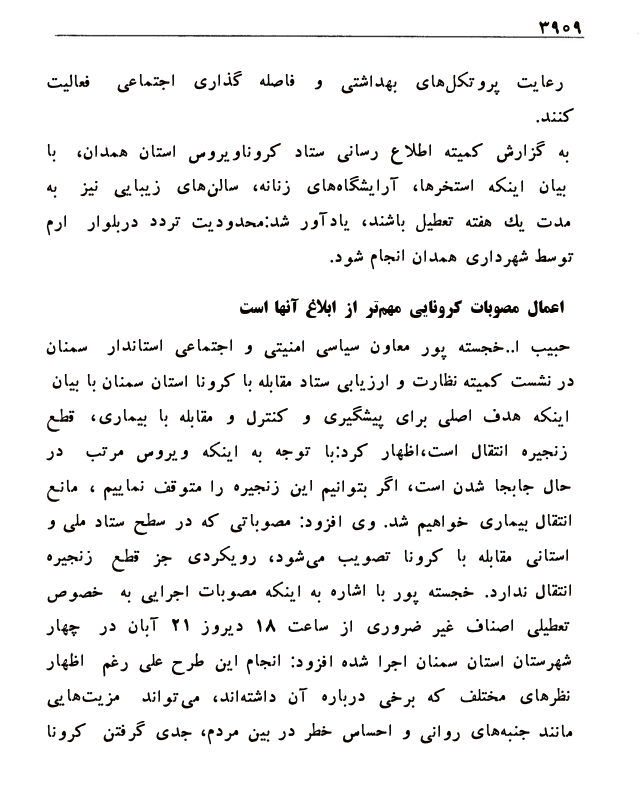 ۳۹۰۹
رعایت پروتکل‌های بهداشتی و فاصله گذاری اجتماعی فعالیت
کنند.
به گزارش کمیته اطلاع رسانی ستاد کروناویروس استان همدان، با
بیان اینکه استخرها، آرایشگاه‌های زنانه، سالن‌های زیبایی نیز به
مدت یك هفته تعطیل باشند، یادآور شد:محدودیت تردد دربلوار ارم
توسط شهرداری همدان انجام شود.
اعمال مصوبات کرونایی مهم‌تر از ابلاغ آنها است
حبیب ا..خجسته پور معاون سیاسی امنیتی و اجتماعی استاندار سمنان
در نشست کمیته نظارت و ارزیابی ستاد مقابله با کرونا استان سمنان با بیان
اینکه هدف اصلی برای پیشگیری و کنترل و مقابله با بیماری، قطع
زنجیره انتقال است،اظهار کرد:با توجه به اینکه ویروس مرتب در
حال جابجا شدن است، اگر بتوانیم این زنجیره را متوقف نماییم ، مانع
انتقال بیماری خواهیم شد. وی افزود: مصوباتی که در سطح ستاد ملی و
استانی مقابله با کرونا تصویب می‌شود، رویکردی جز قطع زنجیره
انتقال ندارد. خجسته پور با اشاره به اینکه مصوبات اجرایی به خصوص
تعطیلی اصناف غیر ضروری از ساعت ۱۸ دیروز ۲۱ آبان در چهار
شهرستان استان سمنان اجرا شده افزود: انجام این طرح علی رغم اظهار
نظرهای مختلف که برخی درباره آن داشته‌اند، می‌تواند مزیت‌هایی
مانند جنبه‌های روانی و احساس خطر در بین مردم، جدی گرفتن کرونا